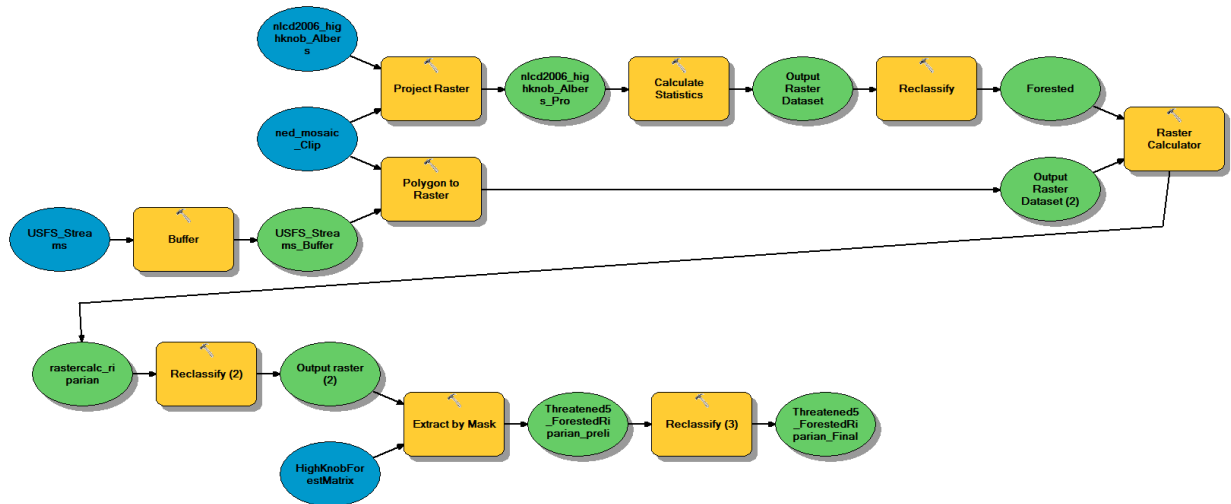 nlcd2006_hig
hknob_Alber
s
Project Raster
nlcd2006_hig
hknob_Alber
s_Pro
Calculate
Statistics
Output
Raster
Dataset
Reclassify
Forested
Raster
Calculator
ned_mosaic
_Clip
Polygon to
Raster
Output
Raster
Dataset (2)
USFS_Strea
ms
Buffer
USFS_Strea
ms_Buffer
rastercalc_ri
parian
Reclassify (2)
Output raster
(2)
Extract by Mask
Threatened5
_ForestedRi
parian_preli
Reclassify (3)
Threatened5
_ForestedRi
parian_Final
HighKnobFor
estMatrix